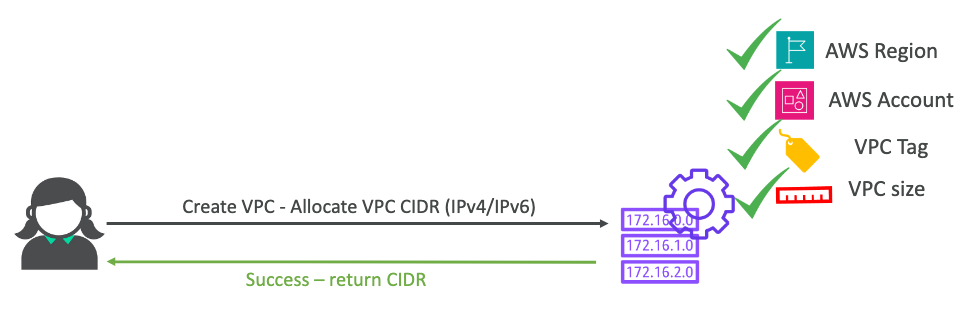 AWS Region
AWS Account
VPC Tag
VPC size
Create VPC - Allocate VPC CIDR (IPv4/IPv6)
172.16.0.0
172.16.1.0
172.16.2.0
Success – return CIDR